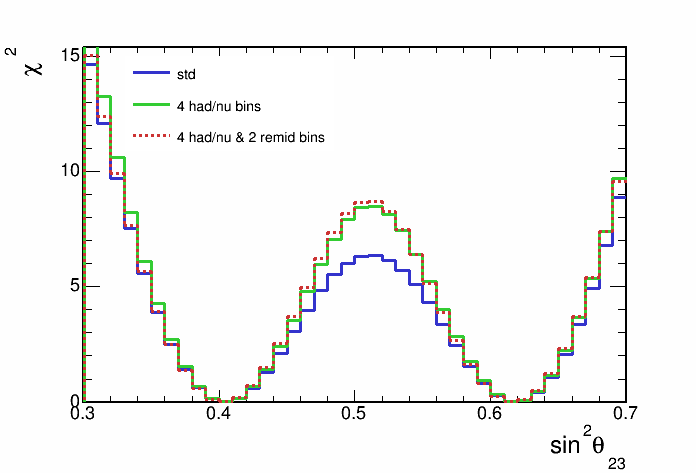 χ²
15
10
5
0
std
4 had/nu bins
4 had/nu & 2 remid bins
0.3 0.4 0.5 0.6 0.7
sin²θ₂₃